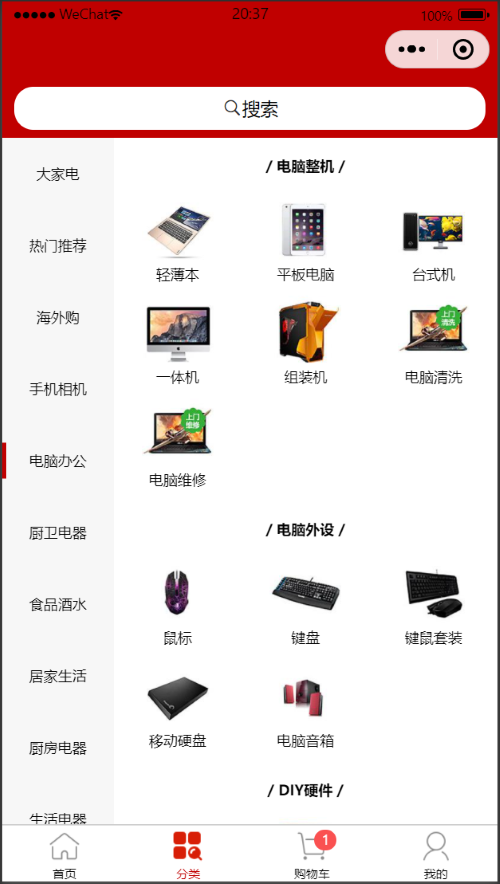 WeChat 20:37 100%
搜索
大家电
热门推荐
海外购
手机相机
电脑办公
厨卫电器
食品酒水
居家生活
厨房电器
生活电器
/ 电脑整机 /
轻薄本 平板电脑 台式机
上门
清洗
一体机 组装机 电脑清洗
上门
维修
电脑维修
/ 电脑外设 /
鼠标 键盘 键鼠套装
移动硬盘 电脑音箱
/ DIY硬件 /
1
首页 分类 购物车 我的